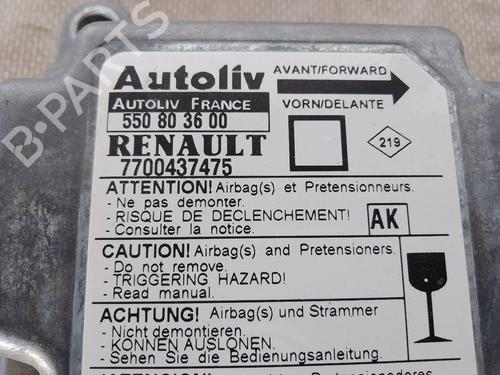 B-PARTS
Autoliv
AVANT/FORWARD
AUTOLIV FRANCE
VORN/DELANTE
550 80 36 00
RENAULT
219
7700437475
ATTENTION! Airbag(s) et Pretensionneurs.
- Ne pas demonter.
- RISQUE DE DECLENCHEMENT!
AK
- Consulter la notice.
CAUTION! Airbag(s) and Pretensioners.
- Do not remove.
- TRIGGERING HAZARD!
- Read manual.
ACHTUNG! Airbag(s) und Strammer
- Nicht demontieren.
- KONNEN AUSLONEN.
- Sehen Sie die Bedienungsanleitung.